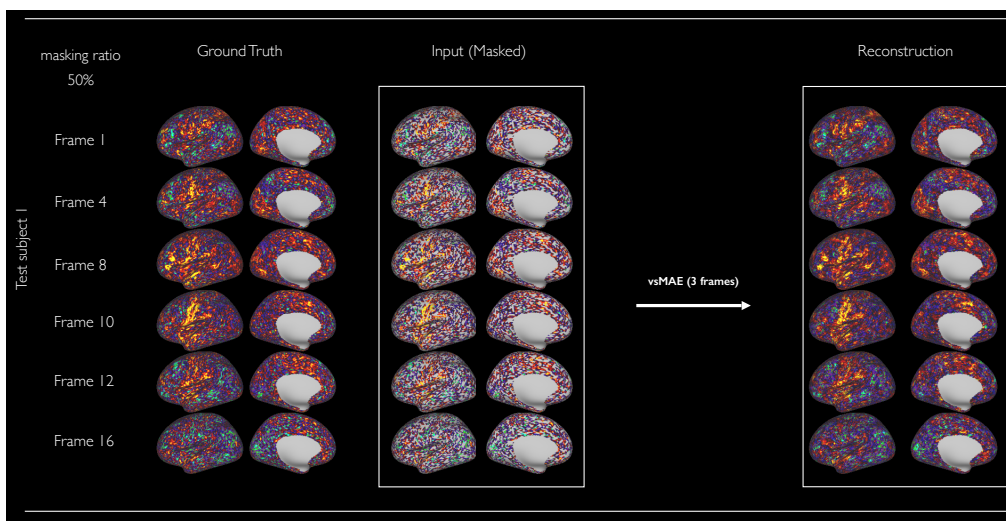 masking ratio
50%
Ground Truth
Input (Masked)
Reconstruction
Test subject 1
Frame 1
Frame 4
Frame 8
Frame 10
Frame 12
Frame 16
vsMAE (3 frames)